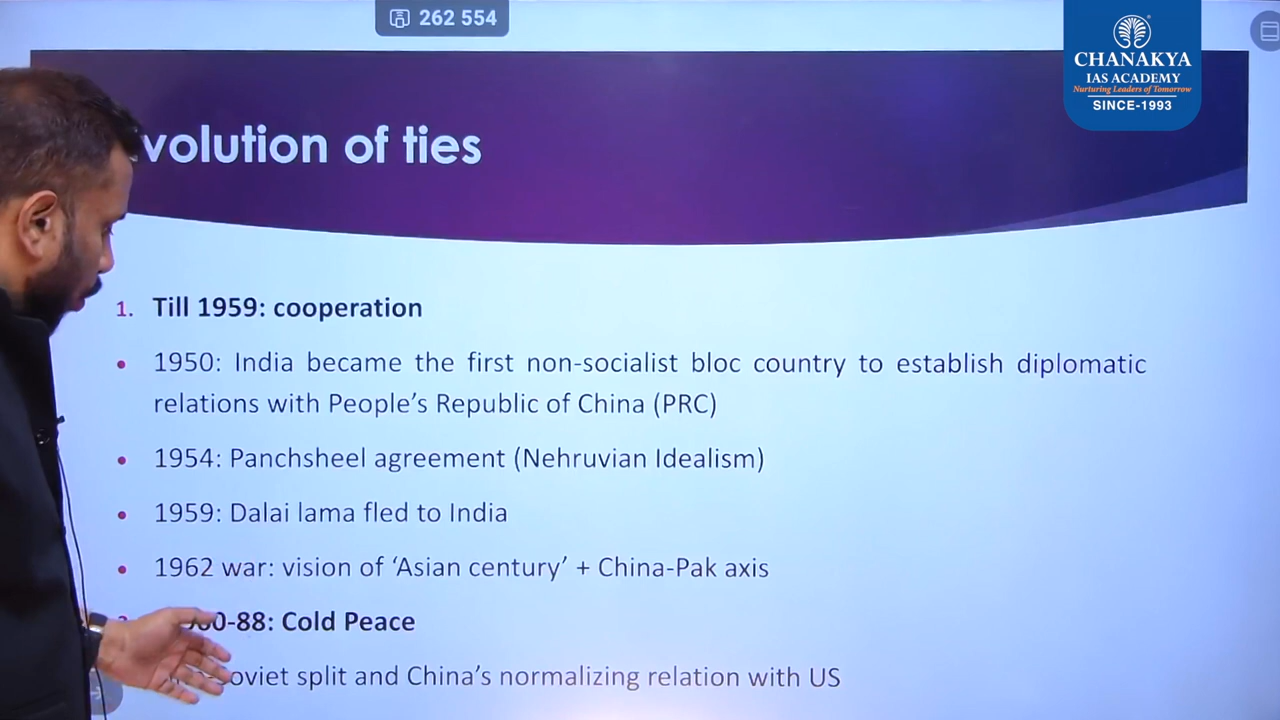 262 554
CHANAKYA
IAS ACADEMY
Nurturing Leaders of Tomorrow
SINCE-1993
volution of ties
1. Till 1959: cooperation
• 1950: India became the first non-socialist bloc country to establish diplomatic
relations with People's Republic of China (PRC)
• 1954: Panchsheel agreement (Nehruvian Idealism)
• 1959: Dalai lama fled to India
• 1962 war: vision of ‘Asian century’ + China-Pak axis
0-88: Cold Peace
oviet split and China's normalizing relation with US